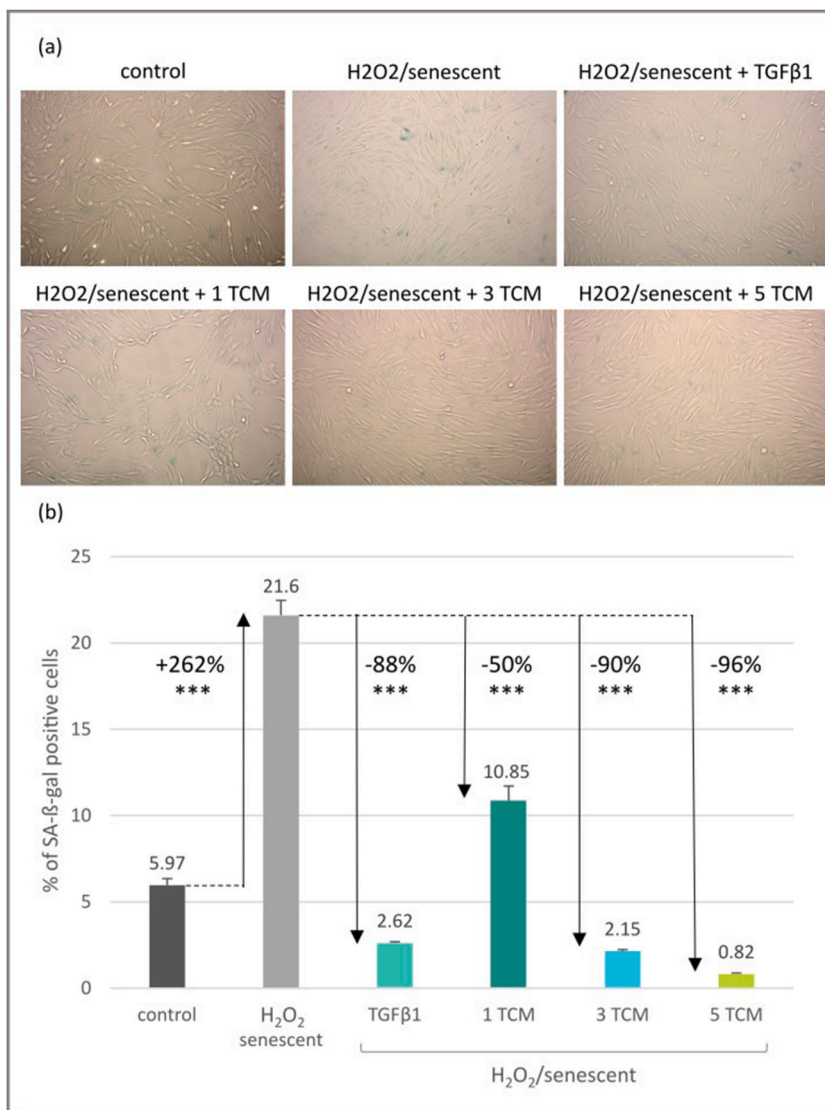 (a)
control
H2O2/senescent
H2O2/senescent + TGFβ1
H2O2/senescent + 1 TCM
H2O2/senescent + 3 TCM
H2O2/senescent + 5 TCM
(b)
% of SA-ß-gal positive cells
25
20
15
10
5
0
5.97
21.6
2.62
10.85
2.15
0.82
+262%
***
-88%
***
-50%
***
-90%
***
-96%
***
control
H₂O₂
senescent
TGFβ1
1 TCM
3 TCM
5 TCM
H₂O₂/senescent